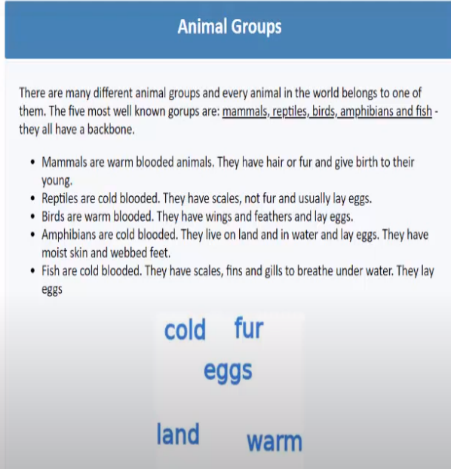 Animal Groups
There are many different animal groups and every animal in the world belongs to one of
them. The five most well known gorups are: mammals, reptiles, birds, amphibians and fish -
they all have a backbone.
• Mammals are warm blooded animals. They have hair or fur and give birth to their
young.
• Reptiles are cold blooded. They have scales, not fur and usually lay eggs.
• Birds are warm blooded. They have wings and feathers and lay eggs.
• Amphibians are cold blooded. They live on land and in water and lay eggs. They have
moist skin and webbed feet.
• Fish are cold blooded. They have scales, fins and gills to breathe under water. They lay
eggs
cold fur
eggs
land warm